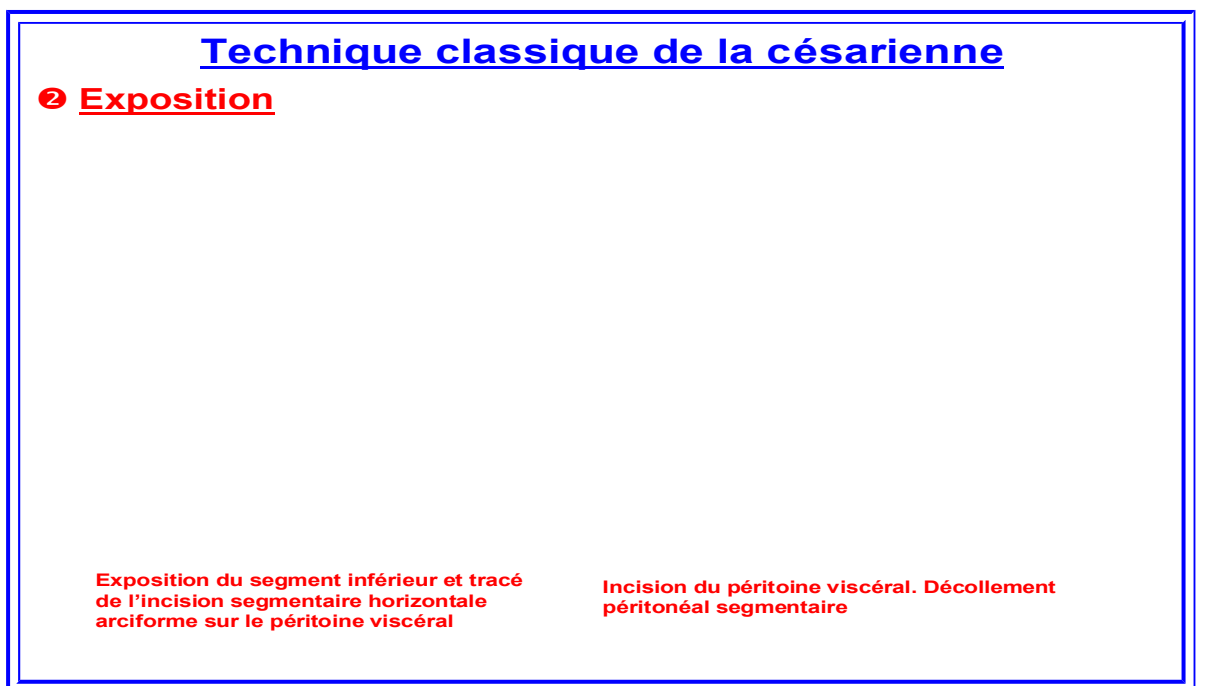 Technique classique de la césarienne
❷ Exposition
Exposition du segment inférieur et tracé
de l’incision segmentaire horizontale
arciforme sur le péritoine viscéral
Incision du péritoine viscéral. Décollement
péritonéal segmentaire